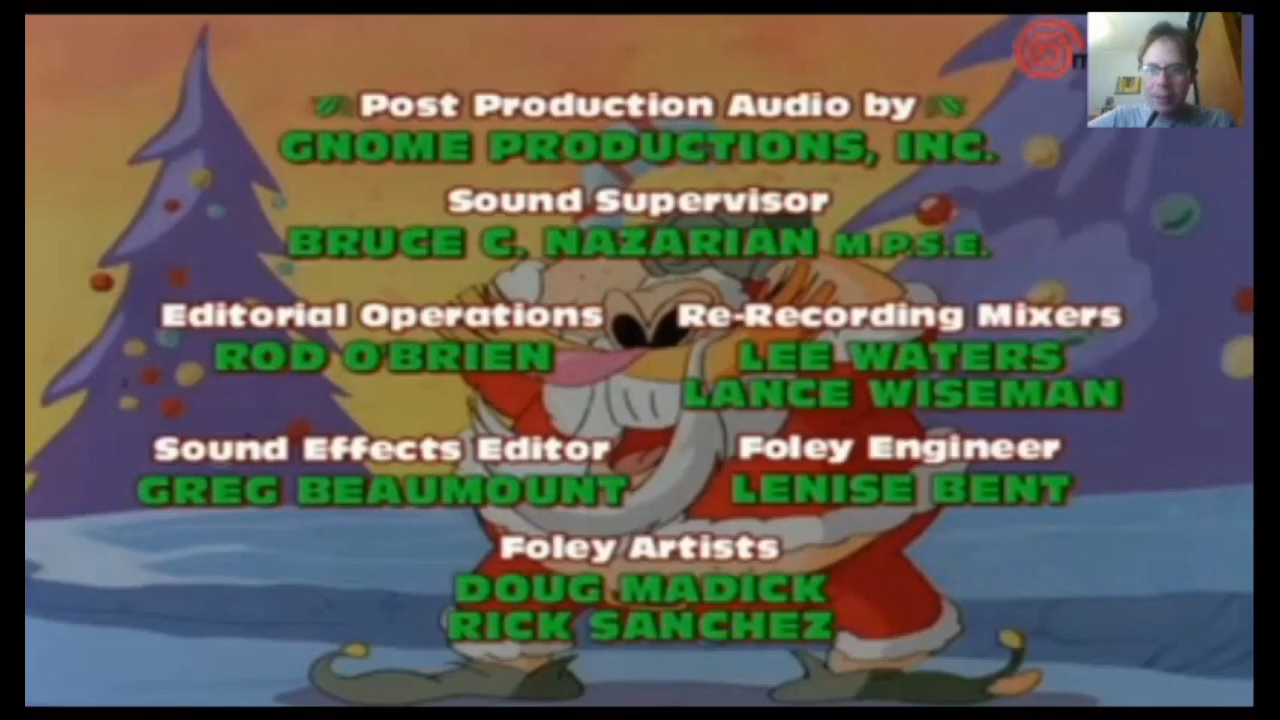 Post Production Audio by
GNOME PRODUCTIONS, INC.
Sound Supervisor
BRUCE C. NAZARIAN M.P.S.E.
Editorial Operations
ROD O'BRIEN
Re-Recording Mixers
LEE WATERS
LANCE WISEMAN
Sound Effects Editor
GREG BEAUMOUNT
Foley Engineer
LENISE BENT
Foley Artists
DOUG MADICK
RICK SANCHEZ